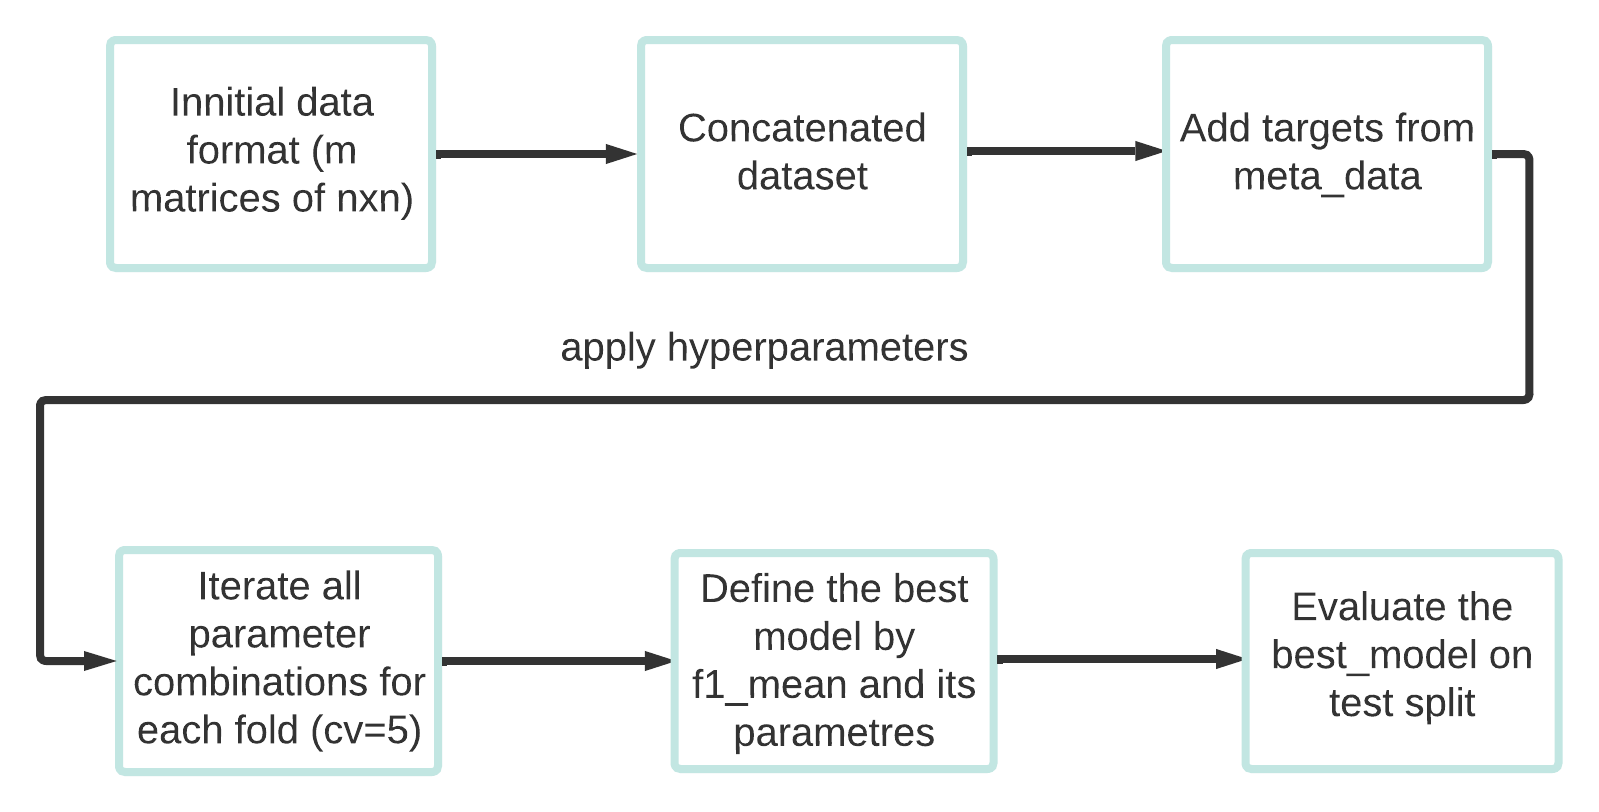 Innitial data
format (m
matrices of nxn)
Concatenated
dataset
Add targets from
meta_data
apply hyperparameters
Iterate all
parameter
combinations for
each fold (cv=5)
Define the best
model by
f1_mean and its
parametres
Evaluate the
best_model on
test split